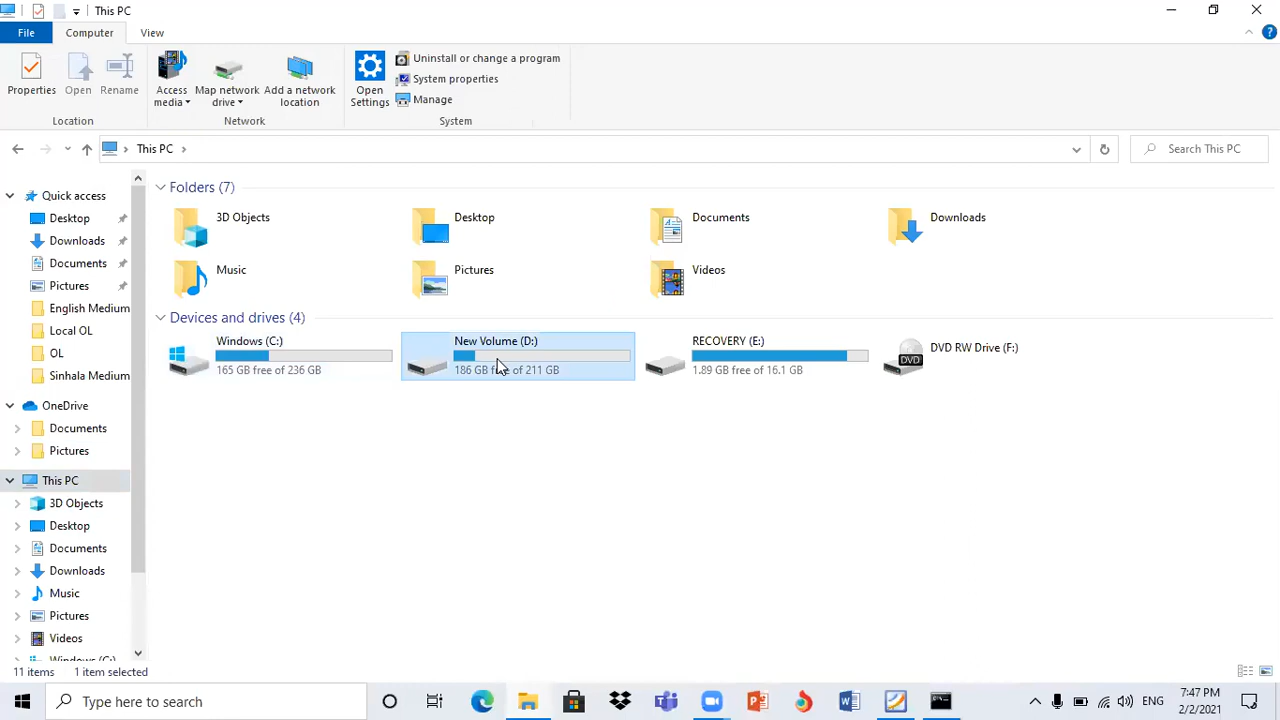 This PC
File Computer View
Properties Open Rename
Location
Access media Map network drive Add a network location
Network
Open Settings
Uninstall or change a program
System properties
Manage
System
This PC
Search This PC
Quick access
Desktop
Downloads
Documents
Pictures
English Medium
Local OL
OL
Sinhala Medium
OneDrive
Documents
Pictures
This PC
3D Objects
Desktop
Documents
Downloads
Music
Pictures
Videos
Windows (C:)
Folders (7)
3D Objects Desktop Documents Downloads
Music Pictures Videos
Devices and drives (4)
Windows (C:)
165 GB free of 236 GB
New Volume (D:)
186 GB free of 211 GB
RECOVERY (E:)
1.89 GB free of 16.1 GB
DVD RW Drive (F:)
DVD
11 items 1 item selected
Type here to search
ENG
7:47 PM
2/2/2021